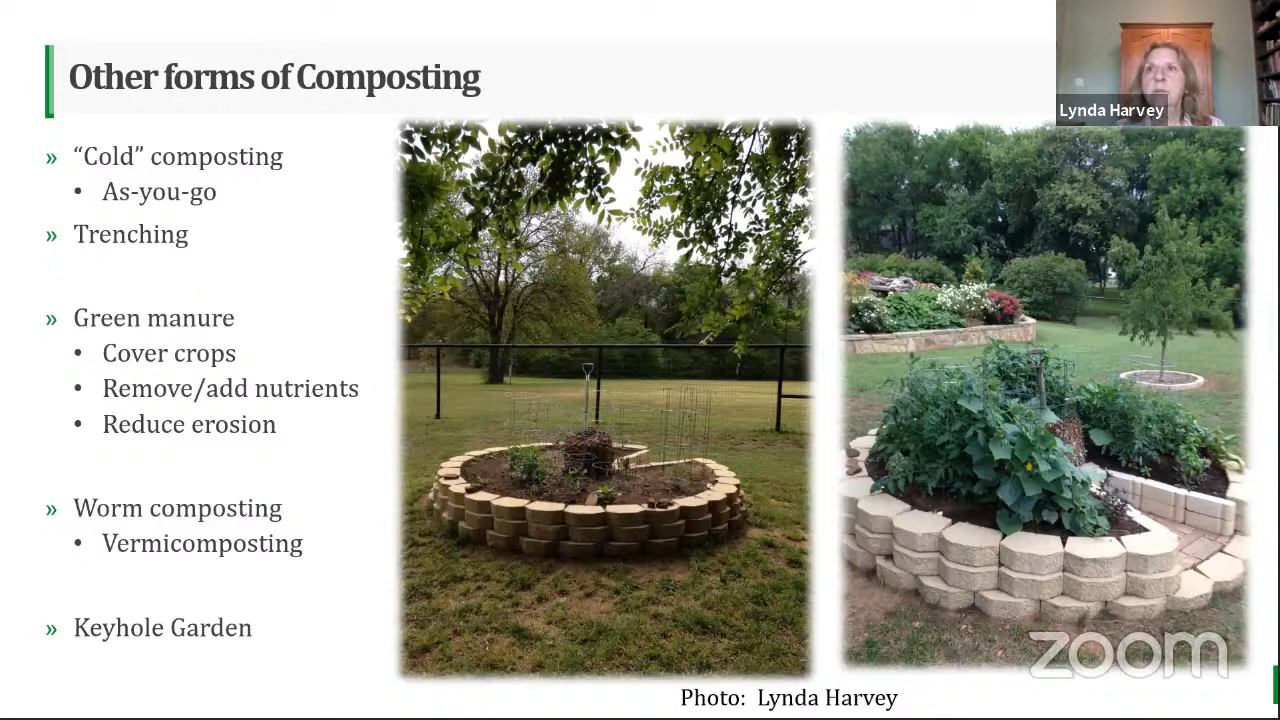 Other forms of Composting
Lynda Harvey
» “Cold” composting
• As-you-go
» Trenching
» Green manure
• Cover crops
• Remove/add nutrients
• Reduce erosion
» Worm composting
• Vermicomposting
» Keyhole Garden
zoom
Photo: Lynda Harvey